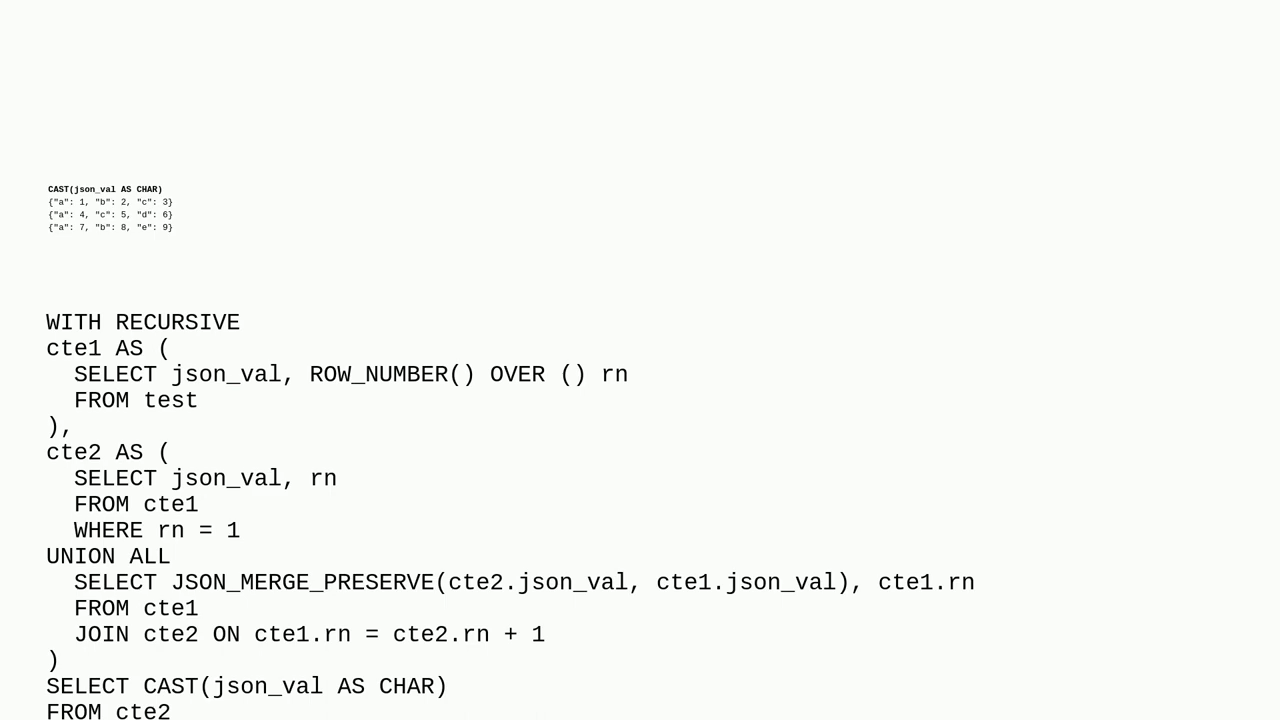 CAST(json_val AS CHAR)
{"a": 1, "b": 2, "c": 3}
{"a": 4, "c": 5, "d": 6}
{"a": 7, "b": 8, "e": 9}
WITH RECURSIVE
cte1 AS (
  SELECT json_val, ROW_NUMBER() OVER () rn
  FROM test
),
cte2 AS (
  SELECT json_val, rn
  FROM cte1
  WHERE rn = 1
UNION ALL
  SELECT JSON_MERGE_PRESERVE(cte2.json_val, cte1.json_val), cte1.rn
  FROM cte1
  JOIN cte2 ON cte1.rn = cte2.rn + 1
)
SELECT CAST(json_val AS CHAR)
FROM cte2